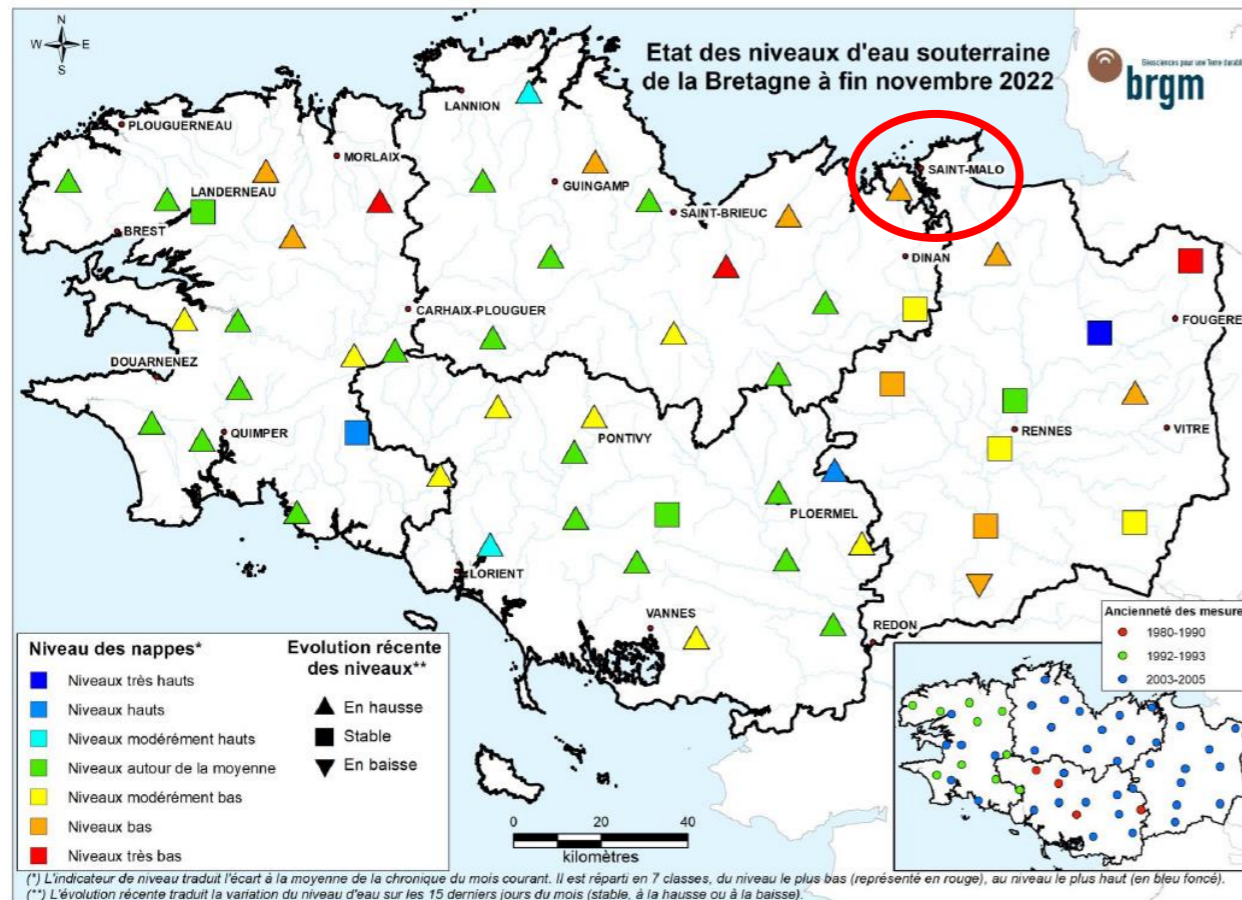 N
W E
S
Etat des niveaux d'eau souterraine
de la Bretagne à fin novembre 2022
Géosciences pour une Terre durable
brgm
LANNION
PLOUGUERNEAU
MORLAIX
GUINGAMP
SAINT-MALO
LANDERNEAU
SAINT-BRIEUC
BREST
DINAN
CARHAIX-PLOUGUER
FOUGERE
DOUARNENEZ
QUIMPER
PONTIVY
RENNES
VITRE
PLOERMEL
LORIENT
VANNES
REDON
Niveau des nappes*
Niveaux très hauts
Niveaux hauts
Niveaux modérément hauts
Niveaux autour de la moyenne
Niveaux modérément bas
Niveaux bas
Niveaux très bas
Evolution récente
des niveaux**
En hausse
Stable
En baisse
0 20 40
kilomètres
Ancienneté des mesure
1980-1990
1992-1993
2003-2005
(*) L'indicateur de niveau traduit l'écart à la moyenne de la chronique du mois courant. Il est réparti en 7 classes, du niveau le plus bas (représenté en rouge), au niveau le plus haut (en bleu foncé).
(**) L'évolution récente traduit la variation du niveau d'eau sur les 15 derniers jours du mois (stable, à la hausse ou à la baisse).